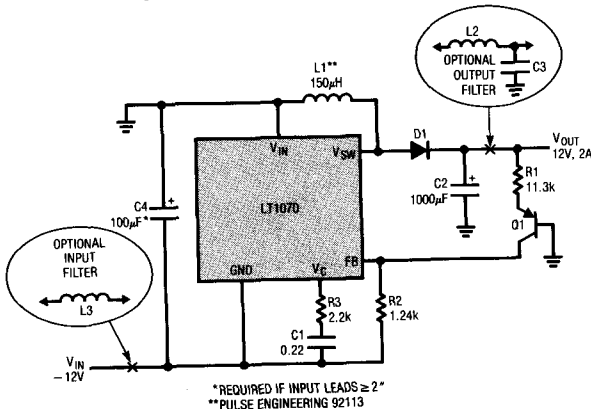 L1**
150μH
L2
OPTIONAL
OUTPUT
FILTER
C3
VIN
VSW
D1
VOUT
12V, 2A
R1
11.3k
C2
1000μF
+
C4
100μF*
+
LT1070
Q1
OPTIONAL
INPUT
FILTER
L3
GND
VC
FB
R3
2.2k
R2
1.24k
C1
0.22
VIN
−12V
*REQUIRED IF INPUT LEADS ≥ 2"
**PULSE ENGINEERING 92113